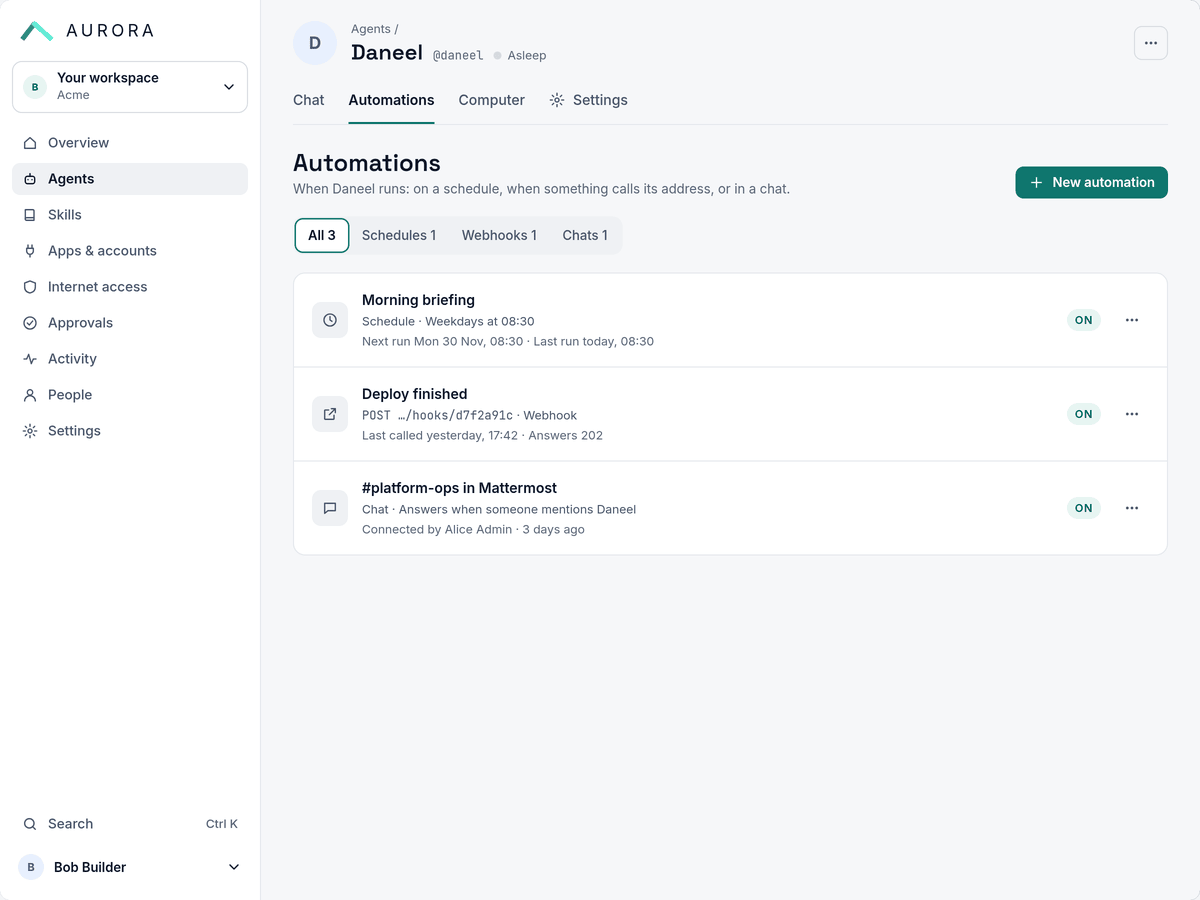 AURORA
B
Your workspace
Acme
Overview
Agents
Skills
Apps & accounts
Internet access
Approvals
Activity
People
Settings
Search
Ctrl K
B
Bob Builder
D
Agents /
Daneel @daneel Asleep
Chat
Automations
Computer
Settings
Automations
When Daneel runs: on a schedule, when something calls its address, or in a chat.
New automation
All 3
Schedules 1
Webhooks 1
Chats 1
Morning briefing
Schedule · Weekdays at 08:30
Next run Mon 30 Nov, 08:30 · Last run today, 08:30
ON
Deploy finished
POST …/hooks/d7f2a91c · Webhook
Last called yesterday, 17:42 · Answers 202
ON
#platform-ops in Mattermost
Chat · Answers when someone mentions Daneel
Connected by Alice Admin · 3 days ago
ON